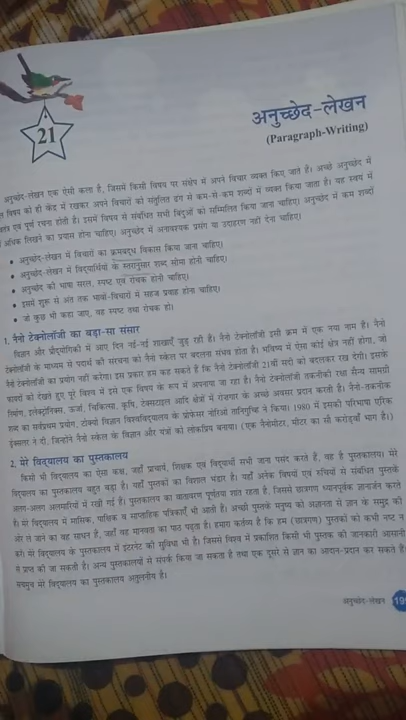 21
अनुच्छेद-लेखन
(Paragraph-Writing)
अनुच्छेद-लेखन एक ऐसी कला है, जिसमें किसी विषय पर संक्षेप में अपने विचार व्यक्त किए जाते हैं। अच्छे अनुच्छेद में
विषय को ही केंद्र में रखकर अपने विचारों को संतुलित ढंग से कम-से-कम शब्दों में व्यक्त किया जाता है। यह स्वयं में
एवं पूर्ण रचना होती है। इसमें विषय से संबंधित सभी बिंदुओं को सम्मिलित किया जाना चाहिए। अनुच्छेद में कम शब्दों
अधिक लिखने का प्रयास होना चाहिए। अनुच्छेद में अनावश्यक प्रसंग या उदाहरण नहीं देना चाहिए।
• अनुच्छेद-लेखन में विचारों का क्रमबद्ध विकास किया जाना चाहिए।
• अनुच्छेद-लेखन में विद्यार्थियों के स्तरानुसार शब्द सीमा होनी चाहिए।
• अनुच्छेद की भाषा सरल, स्पष्ट एवं रोचक होनी चाहिए।
• इसमें शुरू से अंत तक भावों-विचारों में सहज प्रवाह होना चाहिए।
• जो कुछ भी कहा जाए, वह स्पष्ट तथा रोचक हो।
1. नैनो टेक्नोलॉजी का बड़ा-सा संसार
विज्ञान और प्रौद्योगिकी में आए दिन नई-नई शाखाएँ जुड़ रही हैं। नैनो टेक्नोलॉजी इसी क्रम में एक नया नाम है। नैनो
टेक्नोलॉजी के माध्यम से पदार्थ की संरचना को नैनो स्केल पर बदलना संभव होता है। भविष्य में ऐसा कोई क्षेत्र नहीं होगा, जो
नैनो टेक्नोलॉजी का प्रयोग नहीं करेगा। इस प्रकार हम कह सकते हैं कि नैनो टेक्नोलॉजी 21वीं सदी को बदलकर रख देगी। इसके
फायदों को देखते हुए पूरे विश्व में इसे एक विषय के रूप में अपनाया जा रहा है। नैनो टेक्नोलॉजी तकनीकी रक्षा सैन्य सामग्री
निर्माण, इलेक्ट्रॉनिक्स, ऊर्जा, चिकित्सा, कृषि, टेक्सटाइल आदि क्षेत्रों में रोजगार के अच्छे अवसर प्रदान करती है। नैनो-तकनीक
शब्द का सर्वप्रथम प्रयोग, टोक्यो विज्ञान विश्वविद्यालय के प्रोफेसर नोरिओ तानिगुच्चि ने किया। 1980 में इसकी परिभाषा एरिक
ड्रेक्सलर ने दी, जिन्होंने नैनो स्केल के विज्ञान और यंत्रों को लोकप्रिय बनाया। (एक नैनोमीटर, मीटर का सौ करोड़वाँ भाग है।)
2. मेरे विद्यालय का पुस्तकालय
किसी भी विद्यालय का ऐसा कक्ष, जहाँ प्राचार्य, शिक्षक एवं विद्यार्थी सभी जाना पसंद करते हैं, वह है पुस्तकालय। मेरे
विद्यालय का पुस्तकालय बहुत बड़ा है। यहाँ पुस्तकों का विशाल भंडार है। यहाँ अनेक विषयों एवं रुचियों से संबंधित पुस्तकें
अलग-अलग अलमारियों में रखी गई हैं। पुस्तकालय का वातावरण पूर्णतया शांत रहता है, जिससे छात्रगण ध्यानपूर्वक ज्ञानार्जन करते
हैं। मेरे विद्यालय में मासिक, पाक्षिक व साप्ताहिक पत्रिकाएँ भी आती हैं। अच्छी पुस्तकें मनुष्य को अज्ञानता से ज्ञान के समुद्र की
ओर ले जाने का वह साधन हैं, जहाँ वह मानवता का पाठ पढ़ता है। हमारा कर्तव्य है कि हम (छात्रगण) पुस्तकों को कभी नष्ट न
करें। मेरे विद्यालय के पुस्तकालय में इंटरनेट की सुविधा भी है। जिससे विश्व में प्रकाशित किसी भी पुस्तक की जानकारी आसानी
से प्राप्त की जा सकती है। अन्य पुस्तकालयों से संपर्क किया जा सकता है तथा एक दूसरे से ज्ञान का आदान-प्रदान कर सकते हैं
सचमुच मेरे विद्यालय का पुस्तकालय अतुलनीय है।
अनुच्छेद-लेखन